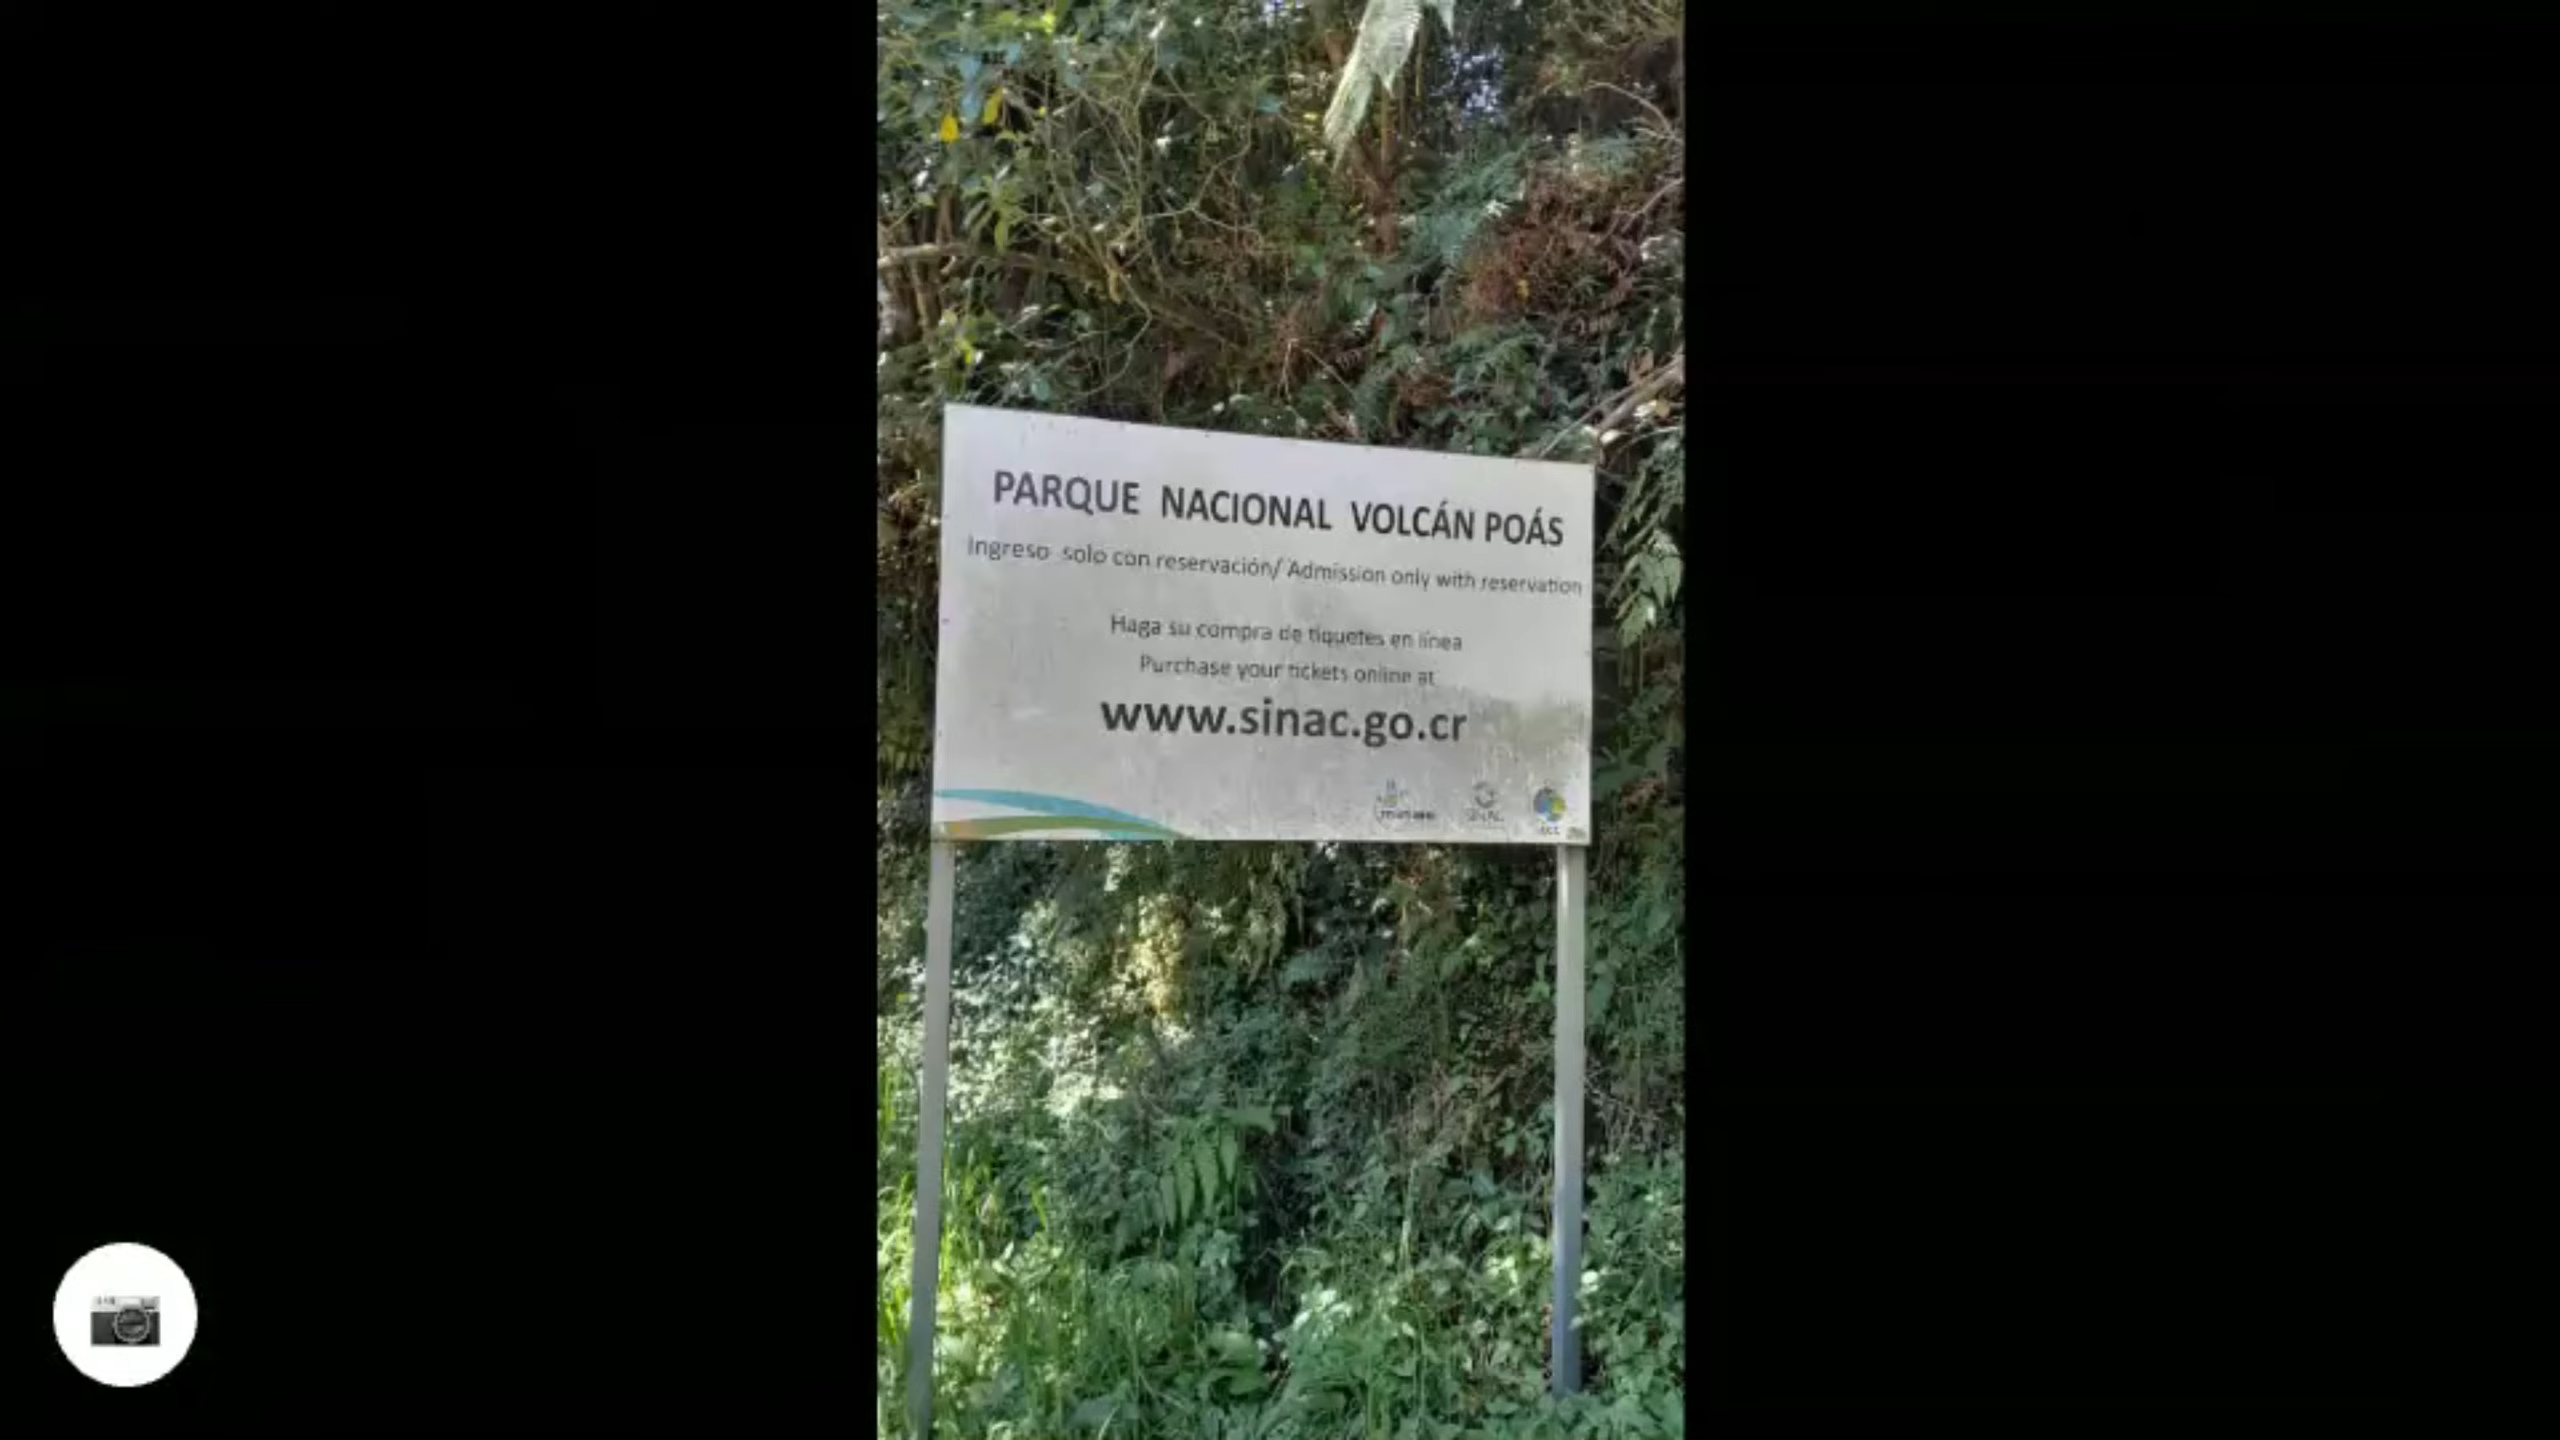 PARQUE NACIONAL VOLCÁN POÁS
Ingreso solo con reservación/ Admission only with reservation
Haga su compra de tiquetes en línea
Purchase your tickets online at
www.sinac.go.cr